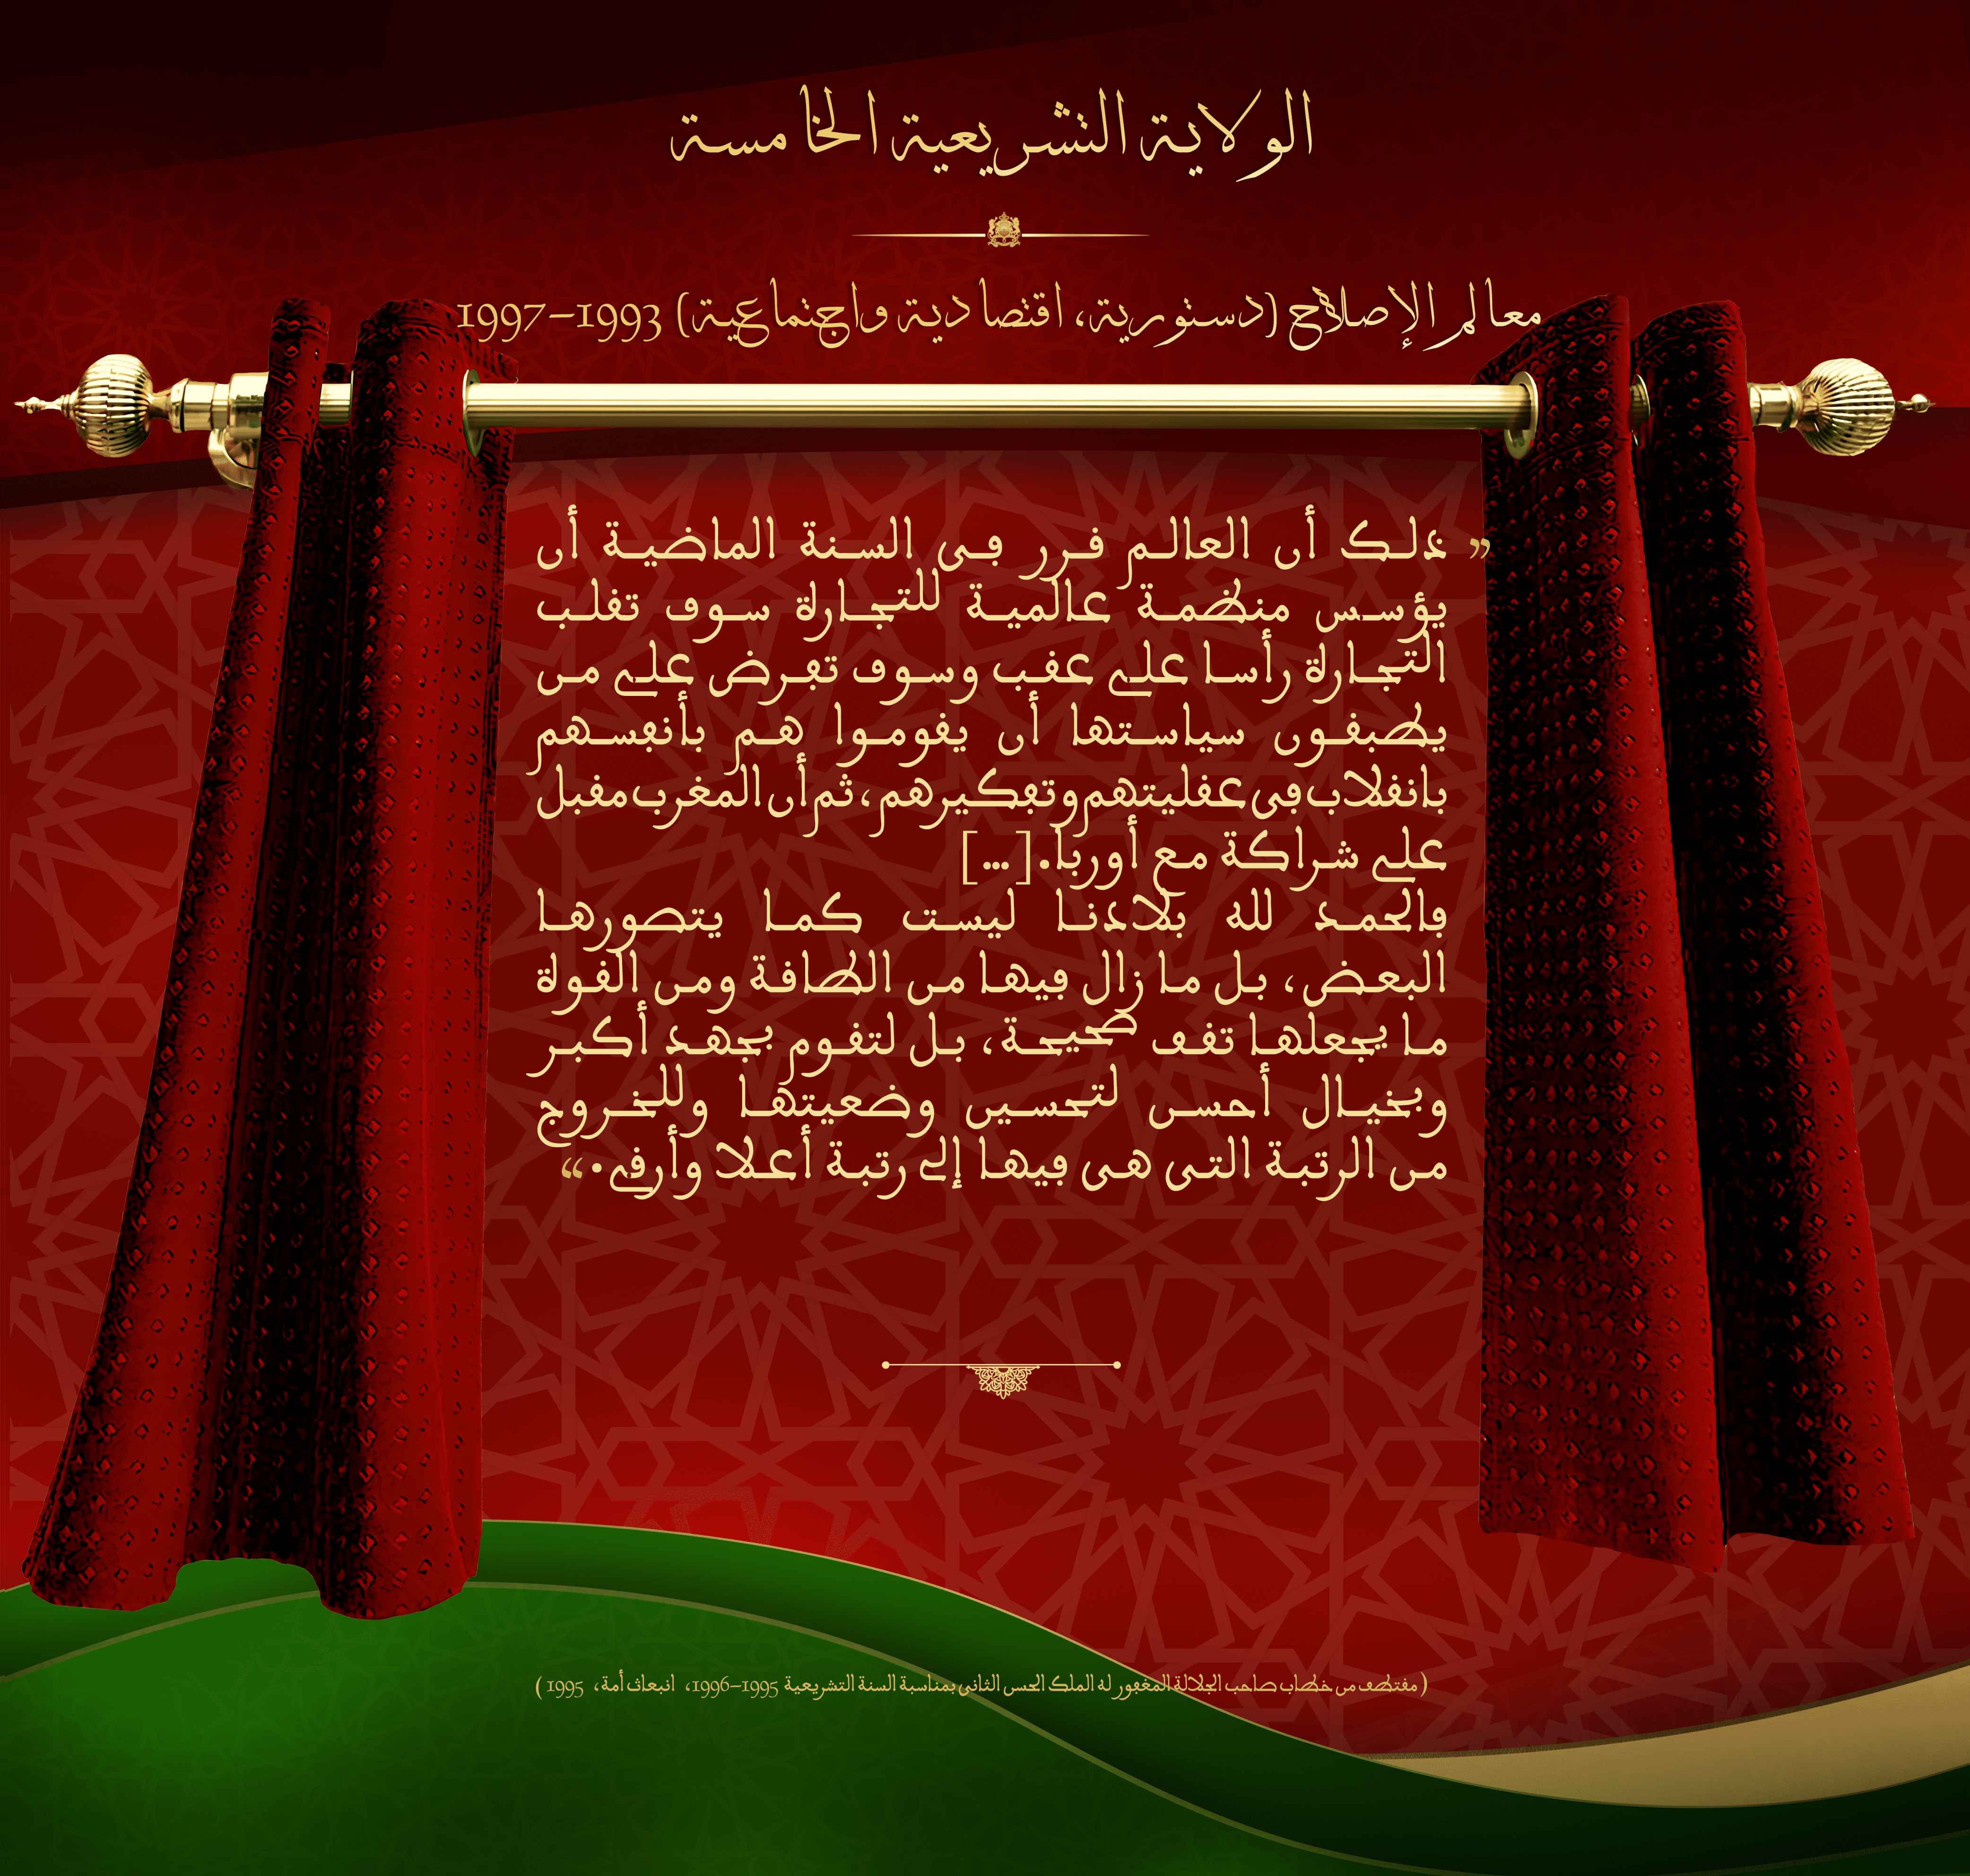 الولاية التشريعية الخامسة
معالم الإصلاح (دستورية، اقتصادية واجتماعية) 1993–1997
” ذلك أن العالم قرر في السنة الماضية أن
يؤسس منظمة عالمية للتجارة سوف تقلب
التجارة رأسا على عقب وسوف تفرض على من
يطبقون سياستها أن يقوموا هم بأنفسهم
بانقلاب في عقليتهم وتفكيرهم، ثم أن المغرب مقبل
على شراكة مع أوربا. [...]
فالحمد لله بلادنا ليست كما يتصورها
البعض، بل ما زال فيها من الطاقة ومن القوة
ما يجعلها تقف صحيحة، بل لتقوم بجهد أكبر
وبخيال أحسن لتحسين وضعيتها وللخروج
من الرتبة التي هي فيها إلى رتبة أعلا وأرقى. “
(مقتطف من خطاب صاحب الجلالة المغفور له الملك الحسن الثاني بمناسبة السنة التشريعية 1995–1996، انبعاث أمة، 1995 )